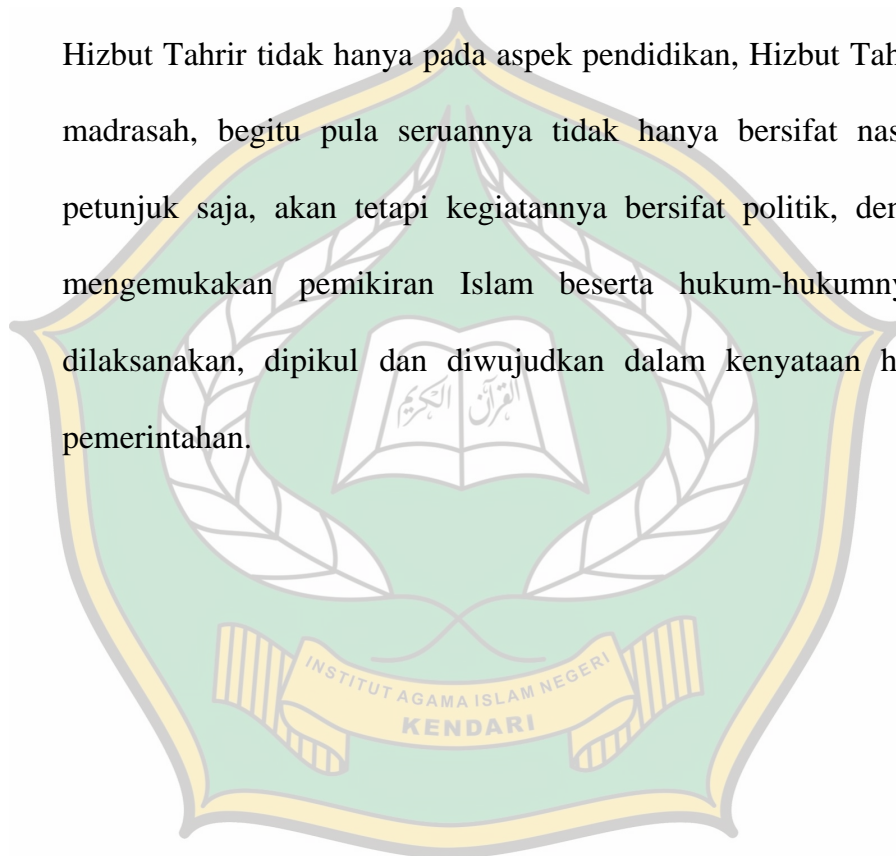 Hizbut Tahrir tidak hanya pada aspek pendidikan, Hizbut Tah
madrasah, begitu pula seruannya tidak hanya bersifat nas
petunjuk saja, akan tetapi kegiatannya bersifat politik, den
mengemukakan pemikiran Islam beserta hukum-hukumny
dilaksanakan, dipikul dan diwujudkan dalam kenyataan h
pemerintahan.
القرآن الكريم
INSTITUT AGAMA ISLAM NEGERI
KENDARI